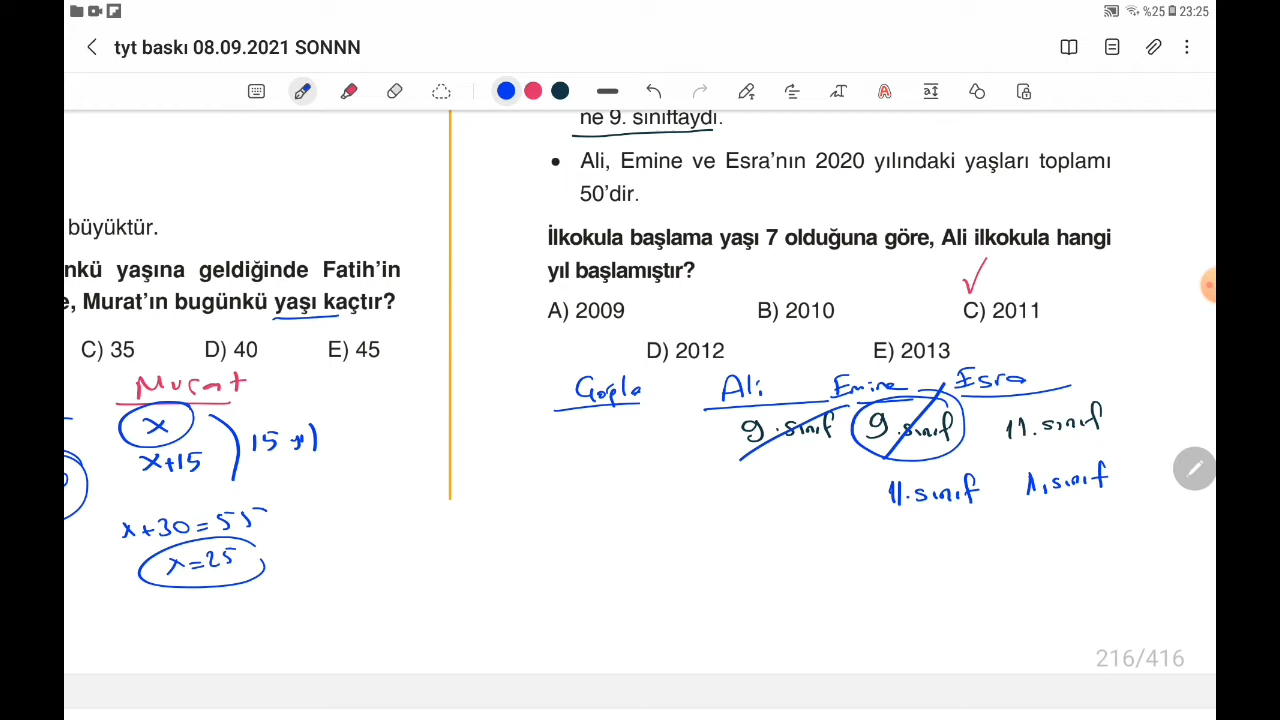 %25 23:25
tyt baskı 08.09.2021 SONNN
büyüktür.
nkü yaşına geldiğinde Fatih'in
e, Murat'ın bugünkü yaşı kaçtır?
C) 35 D) 40 E) 45
Murat
x
x+15
15 yıl
x+30=55
x=25
ne 9. sınıftaydı.
• Ali, Emine ve Esra'nın 2020 yılındaki yaşları toplamı
50'dir.
İlkokula başlama yaşı 7 olduğuna göre, Ali ilkokula hangi
yıl başlamıştır?
A) 2009 B) 2010 C) 2011
D) 2012 E) 2013
Ali Emine Esra
9.sınıf 9.sınıf 11.sınıf
11.sınıf 1.sınıf
216/416